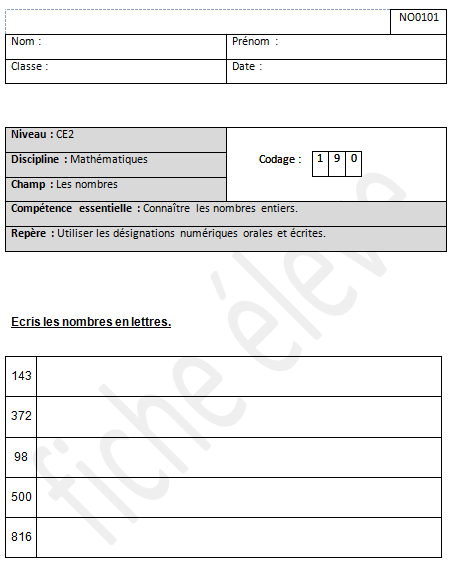 NO0101
Nom : Prénom :
Classe : Date :
Niveau : CE2
Discipline : Mathématiques
Codage : 1 9 0
Champ : Les nombres
Compétence essentielle : Connaître les nombres entiers.
Repère : Utiliser les désignations numériques orales et écrites.
Ecris les nombres en lettres.
143
372
98
500
816
fiche élève